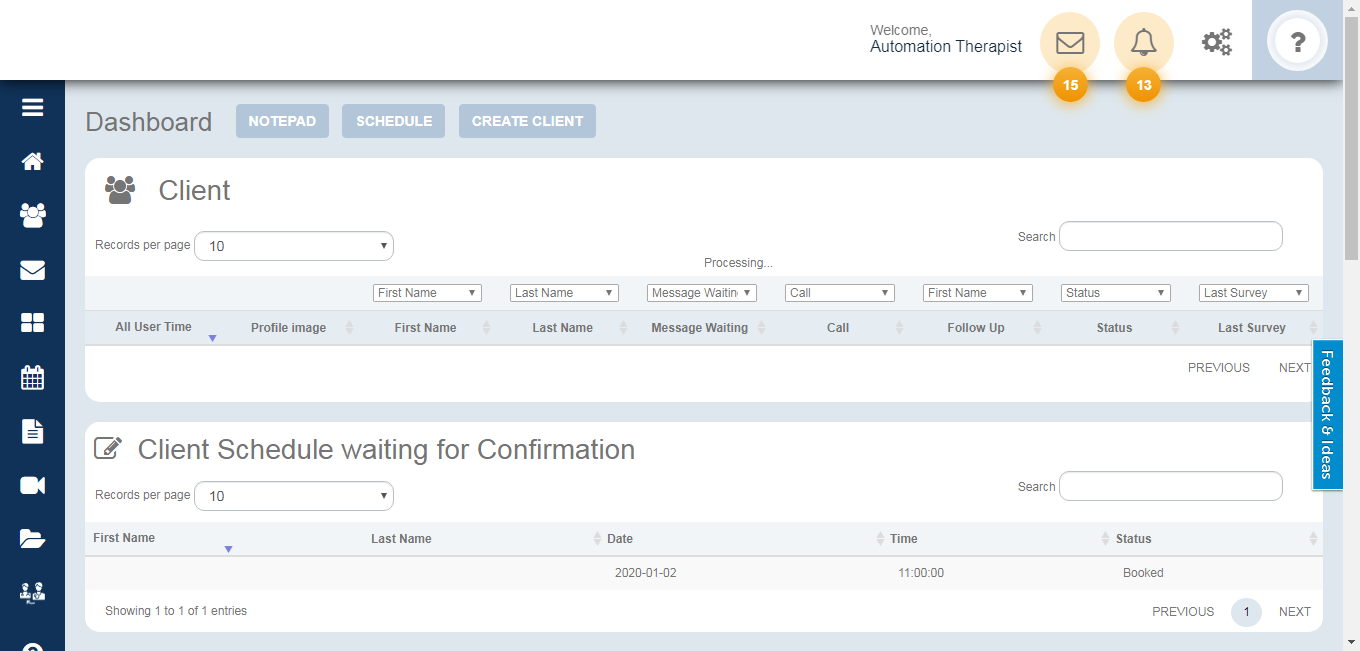 Welcome,
Automation Therapist
?
15
13
Dashboard
NOTEPAD
SCHEDULE
CREATE CLIENT
Client
Records per page
10
Search
Processing...
First Name
Last Name
Message Waitin
Call
First Name
Status
Last Survey
All User Time
Profile image
First Name
Last Name
Message Waiting
Call
Follow Up
Status
Last Survey
PREVIOUS
NEXT
Feedback & Ideas
Client Schedule waiting for Confirmation
Records per page
10
Search
First Name
Last Name
Date
Time
Status
2020-01-02
11:00:00
Booked
Showing 1 to 1 of 1 entries
PREVIOUS
1
NEXT